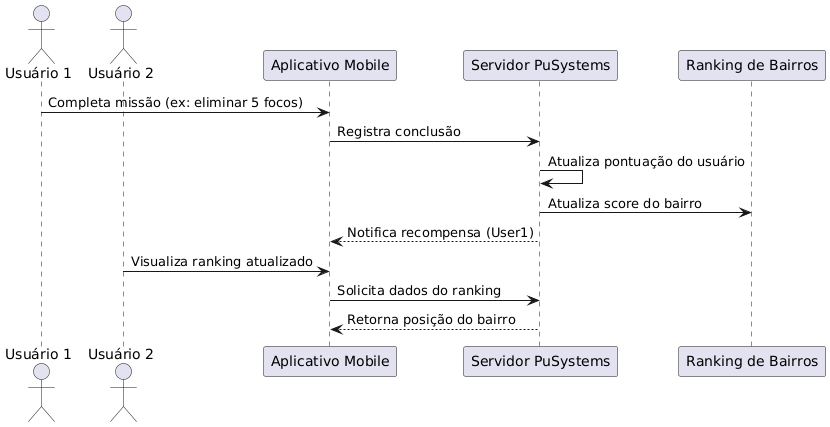 Usuário 1
Usuário 2
Aplicativo Mobile
Servidor PuSystems
Ranking de Bairros
Completa missão (ex: eliminar 5 focos)
Registra conclusão
Atualiza pontuação do usuário
Atualiza score do bairro
Notifica recompensa (User1)
Visualiza ranking atualizado
Solicita dados do ranking
Retorna posição do bairro
Usuário 1
Usuário 2
Aplicativo Mobile
Servidor PuSystems
Ranking de Bairros